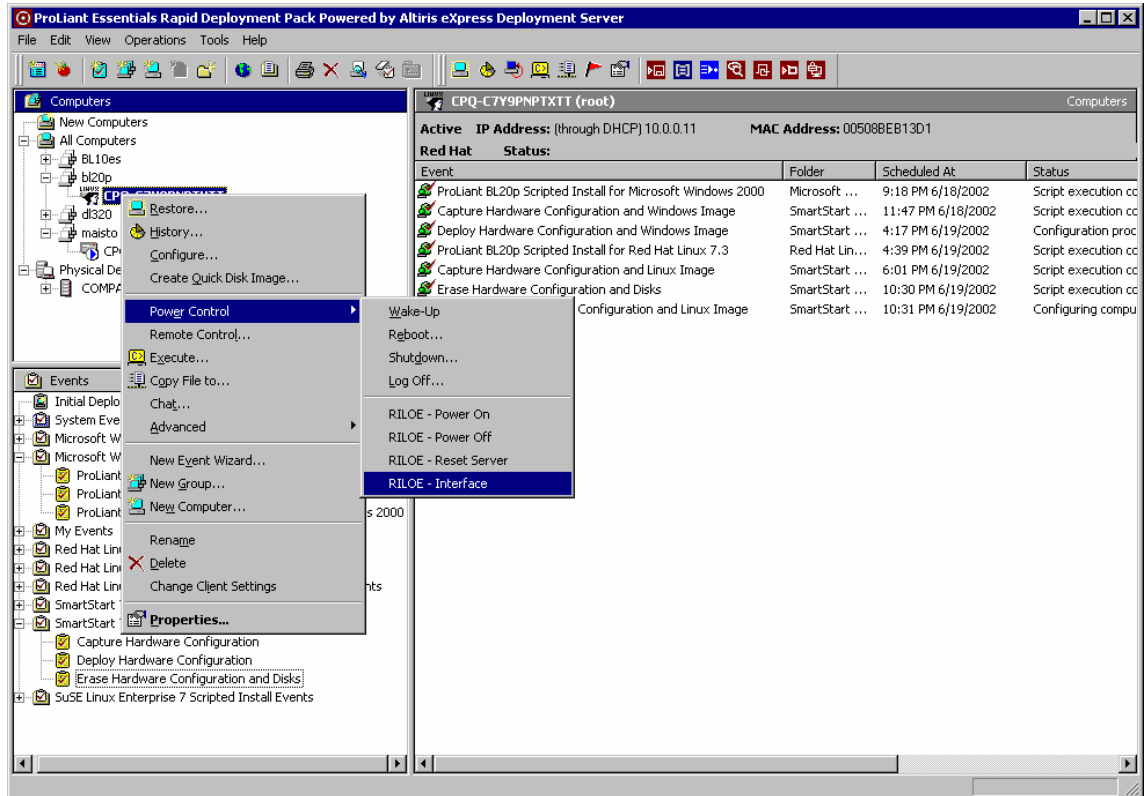 ProLiant Essentials Rapid Deployment Pack Powered by Altiris eXpress Deployment Server
File Edit View Operations Tools Help
Computers
New Computers
All Computers
BL10es
bl20p
dl320
maisto
Physical De
COMPA
Restore...
History...
Configure...
Create Quick Disk Image...
Power Control
Remote Control...
Execute...
Copy File to...
Chat...
Advanced
New Event Wizard...
New Group...
New Computer...
Rename
Delete
Change Client Settings
Properties...
Wake-Up
Reboot...
Shutdown...
Log Off...
RILOE - Power On
RILOE - Power Off
RILOE - Reset Server
RILOE - Interface
Events
Initial Deplo
System Eve
Microsoft W
Microsoft W
ProLiant
ProLiant
ProLiant s 2000
My Events
Red Hat Lin
Red Hat Lin
Red Hat Lin nts
SmartStart
SmartStart
Capture Hardware Configuration
Deploy Hardware Configuration
Erase Hardware Configuration and Disks
SuSE Linux Enterprise 7 Scripted Install Events
LINUX CPQ-C7Y9PNPTXTT (root) Computers
Active IP Address: (through DHCP) 10.0.0.11 MAC Address: 00508BEB13D1
Red Hat Status:
Event Folder Scheduled At Status
ProLiant BL20p Scripted Install for Microsoft Windows 2000 Microsoft ... 9:18 PM 6/18/2002 Script execution co
Capture Hardware Configuration and Windows Image SmartStart ... 11:47 PM 6/18/2002 Script execution cc
Deploy Hardware Configuration and Windows Image SmartStart ... 4:17 PM 6/19/2002 Configuration proc
ProLiant BL20p Scripted Install for Red Hat Linux 7.3 Red Hat Lin... 4:39 PM 6/19/2002 Script execution cc
Capture Hardware Configuration and Linux Image SmartStart ... 6:01 PM 6/19/2002 Script execution cc
Erase Hardware Configuration and Disks SmartStart ... 10:30 PM 6/19/2002 Script execution cc
Configuration and Linux Image SmartStart ... 10:31 PM 6/19/2002 Configuring compu